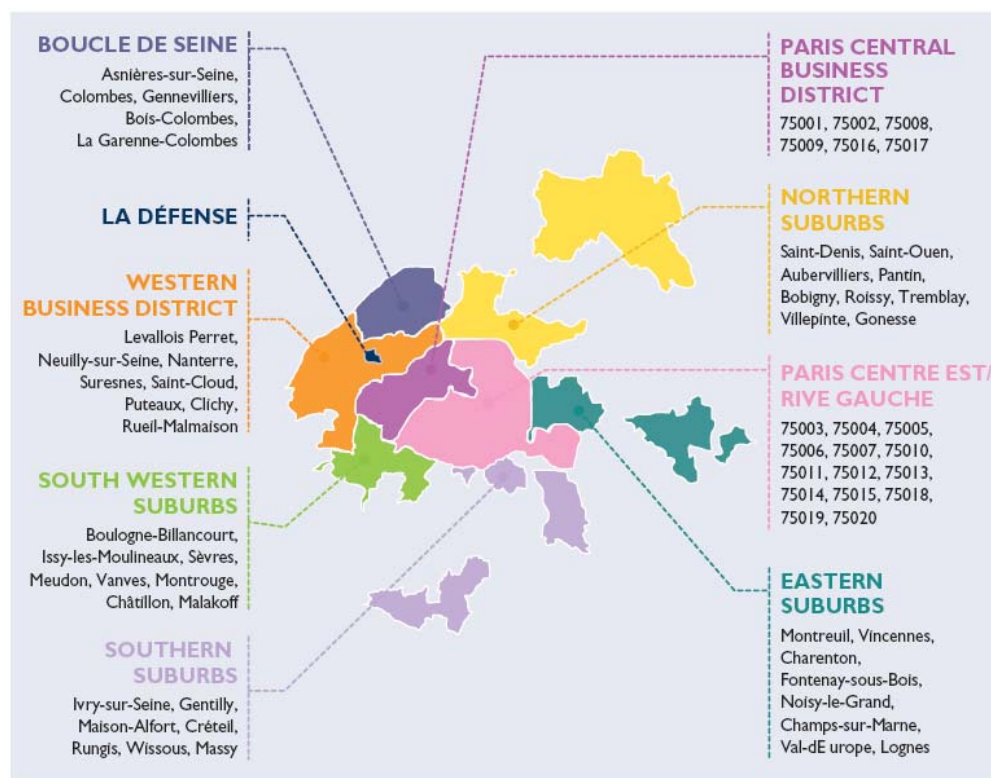 BOUCLE DE SEINE
Asnières-sur-Seine,
Colombes, Gennevilliers,
Bois-Colombes,
La Garenne-Colombes
LA DÉFENSE
WESTERN
BUSINESS DISTRICT
Levallois Perret,
Neuilly-sur-Seine, Nanterre,
Suresnes, Saint-Cloud,
Puteaux, Clichy,
Rueil-Malmaison
SOUTH WESTERN
SUBURBS
Boulogne-Billancourt,
Issy-les-Moulineaux, Sèvres,
Meudon, Vanves, Montrouge,
Châtillon, Malakoff
SOUTHERN
SUBURBS
Ivry-sur-Seine, Gentilly,
Maison-Alfort, Créteil,
Rungis, Wissous, Massy
PARIS CENTRAL
BUSINESS
DISTRICT
75001, 75002, 75008,
75009, 75016, 75017
NORTHERN
SUBURBS
Saint-Denis, Saint-Ouen,
Aubervilliers, Pantin,
Bobigny, Roissy, Tremblay,
Villepinte, Gonesse
PARIS CENTRE EST/
RIVE GAUCHE
75003, 75004, 75005,
75006, 75007, 75010,
75011, 75012, 75013,
75014, 75015, 75018,
75019, 75020
EASTERN
SUBURBS
Montreuil, Vincennes,
Charenton,
Fontenay-sous-Bois,
Noisy-le-Grand,
Champs-sur-Marne,
Val-dE urope, Lognes